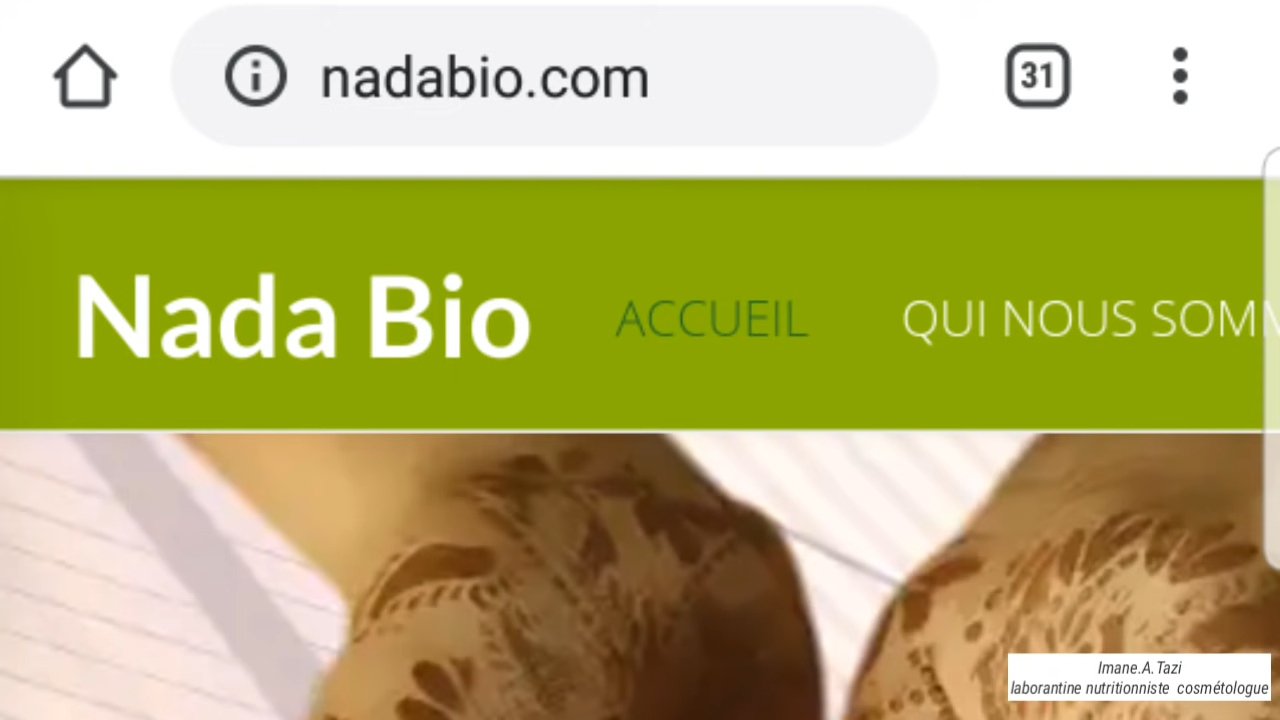 nadabio.com
31
Nada Bio
ACCUEIL
QUI NOUS SOM
Imane.A.Tazi
laborantine nutritionniste cosmétologue